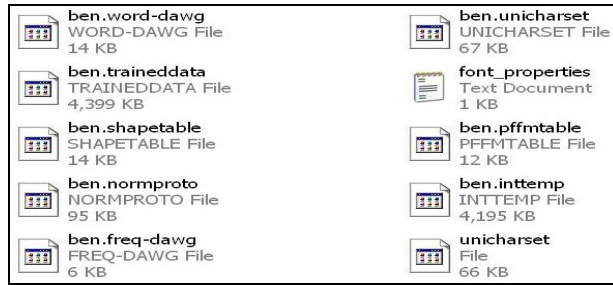 ben.word-dawg
WORD-DAWG File
14 KB
ben.traineddata
TRAINEDDATA File
4,399 KB
ben.shapetable
SHAPETABLE File
14 KB
ben.normproto
NORMPROTO File
95 KB
ben.freq-dawg
FREQ-DAWG File
6 KB
ben.unicharset
UNICHARSET File
67 KB
font_properties
Text Document
1 KB
ben.pffmtable
PFFMTABLE File
12 KB
ben.inttemp
INTTEMP File
4,195 KB
unicharset
File
66 KB